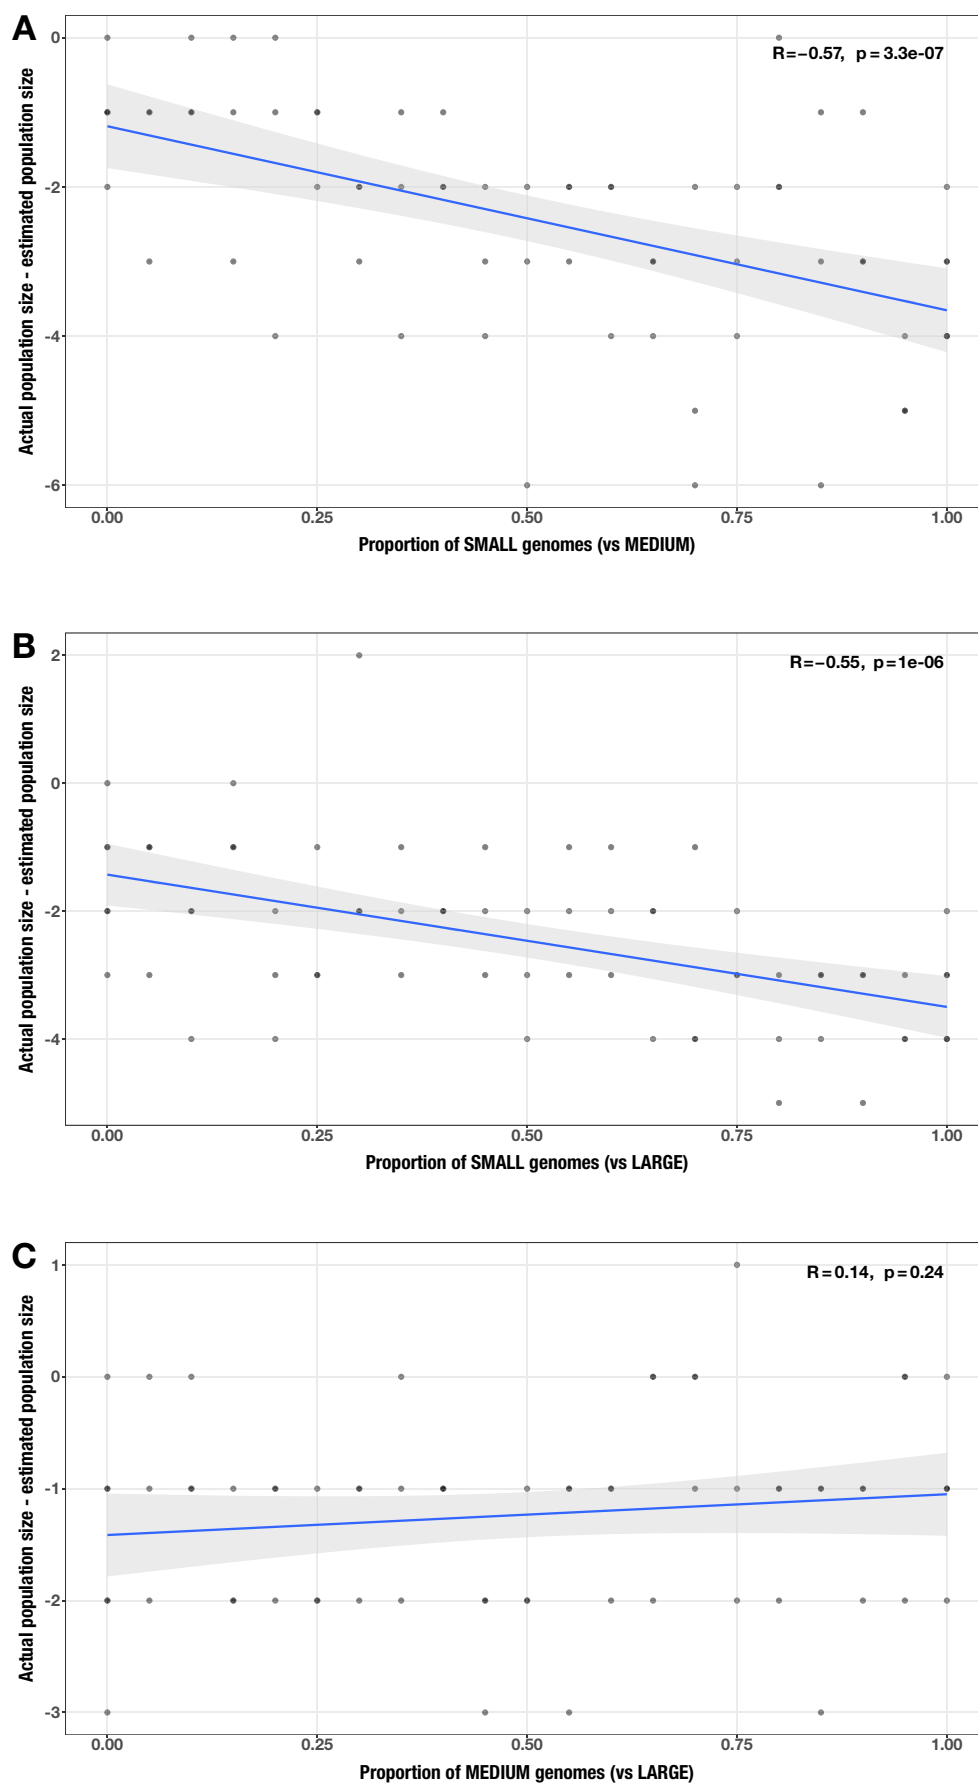 A
R=−0.57, p=3.3e-07
Actual population size - estimated population size
0
-2
-4
-6
0.00 0.25 0.50 0.75 1.00
Proportion of SMALL genomes (vs MEDIUM)
B
R=−0.55, p=1e-06
Actual population size - estimated population size
2
0
-2
-4
0.00 0.25 0.50 0.75 1.00
Proportion of SMALL genomes (vs LARGE)
C
R=0.14, p=0.24
Actual population size - estimated population size
1
0
-1
-2
-3
0.00 0.25 0.50 0.75 1.00
Proportion of MEDIUM genomes (vs LARGE)